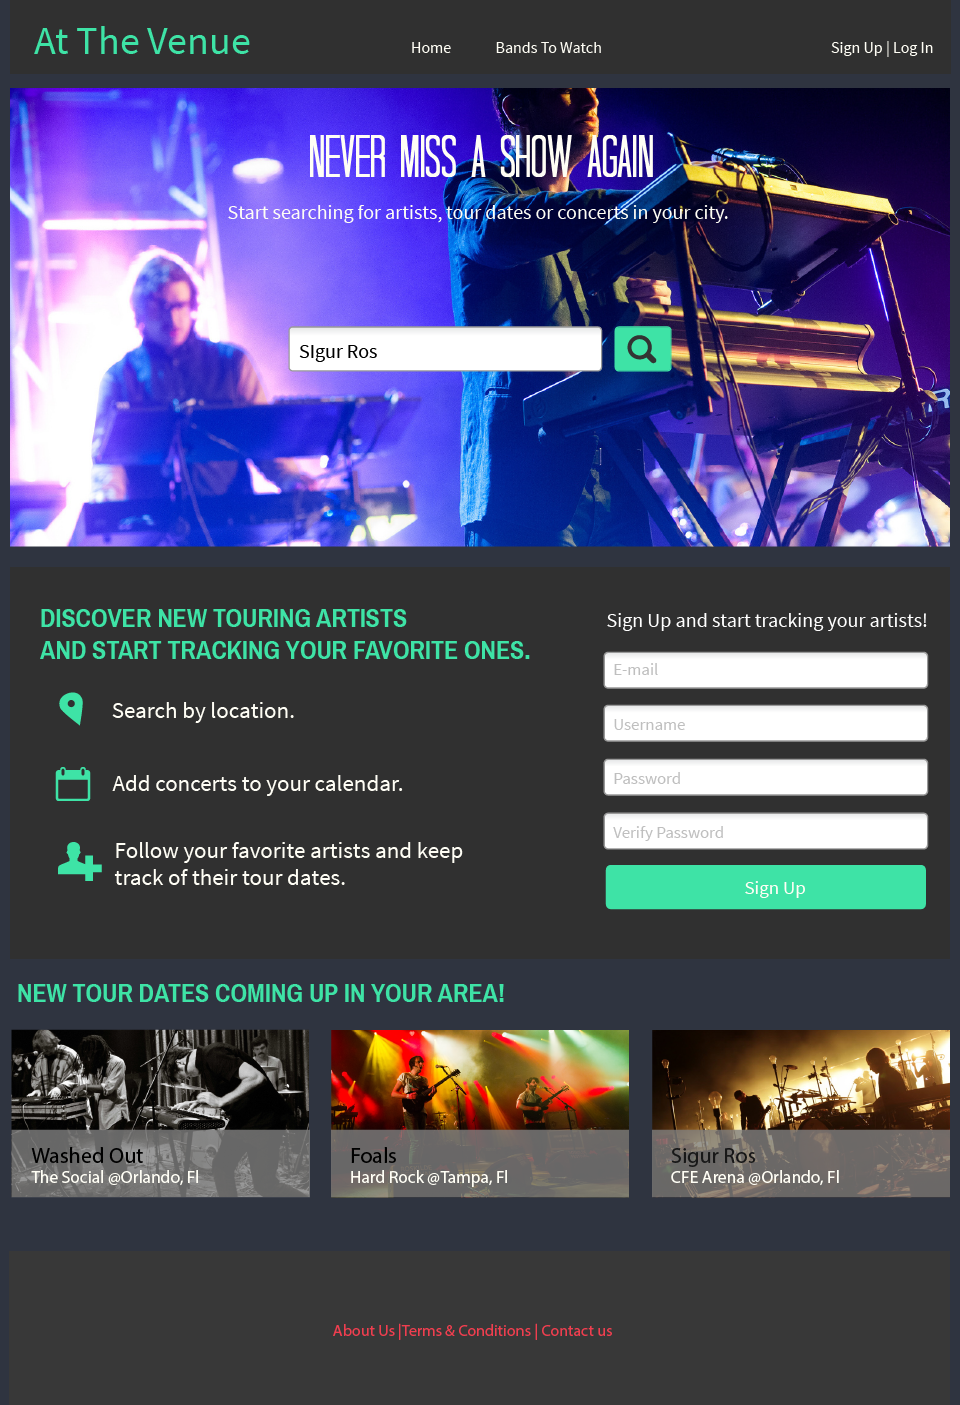 At The Venue
Home Bands To Watch Sign Up | Log In
NEVER MISS A SHOW AGAIN
Start searching for artists, tour dates or concerts in your city.
SIgur Ros
DISCOVER NEW TOURING ARTISTS
AND START TRACKING YOUR FAVORITE ONES.
Search by location.
Add concerts to your calendar.
Follow your favorite artists and keep
track of their tour dates.
Sign Up and start tracking your artists!
E-mail
Username
Password
Verify Password
Sign Up
NEW TOUR DATES COMING UP IN YOUR AREA!
Washed Out
The Social @Orlando, Fl
Foals
Hard Rock @Tampa, Fl
Sigur Ros
CFE Arena @Orlando, Fl
About Us |Terms & Conditions | Contact us